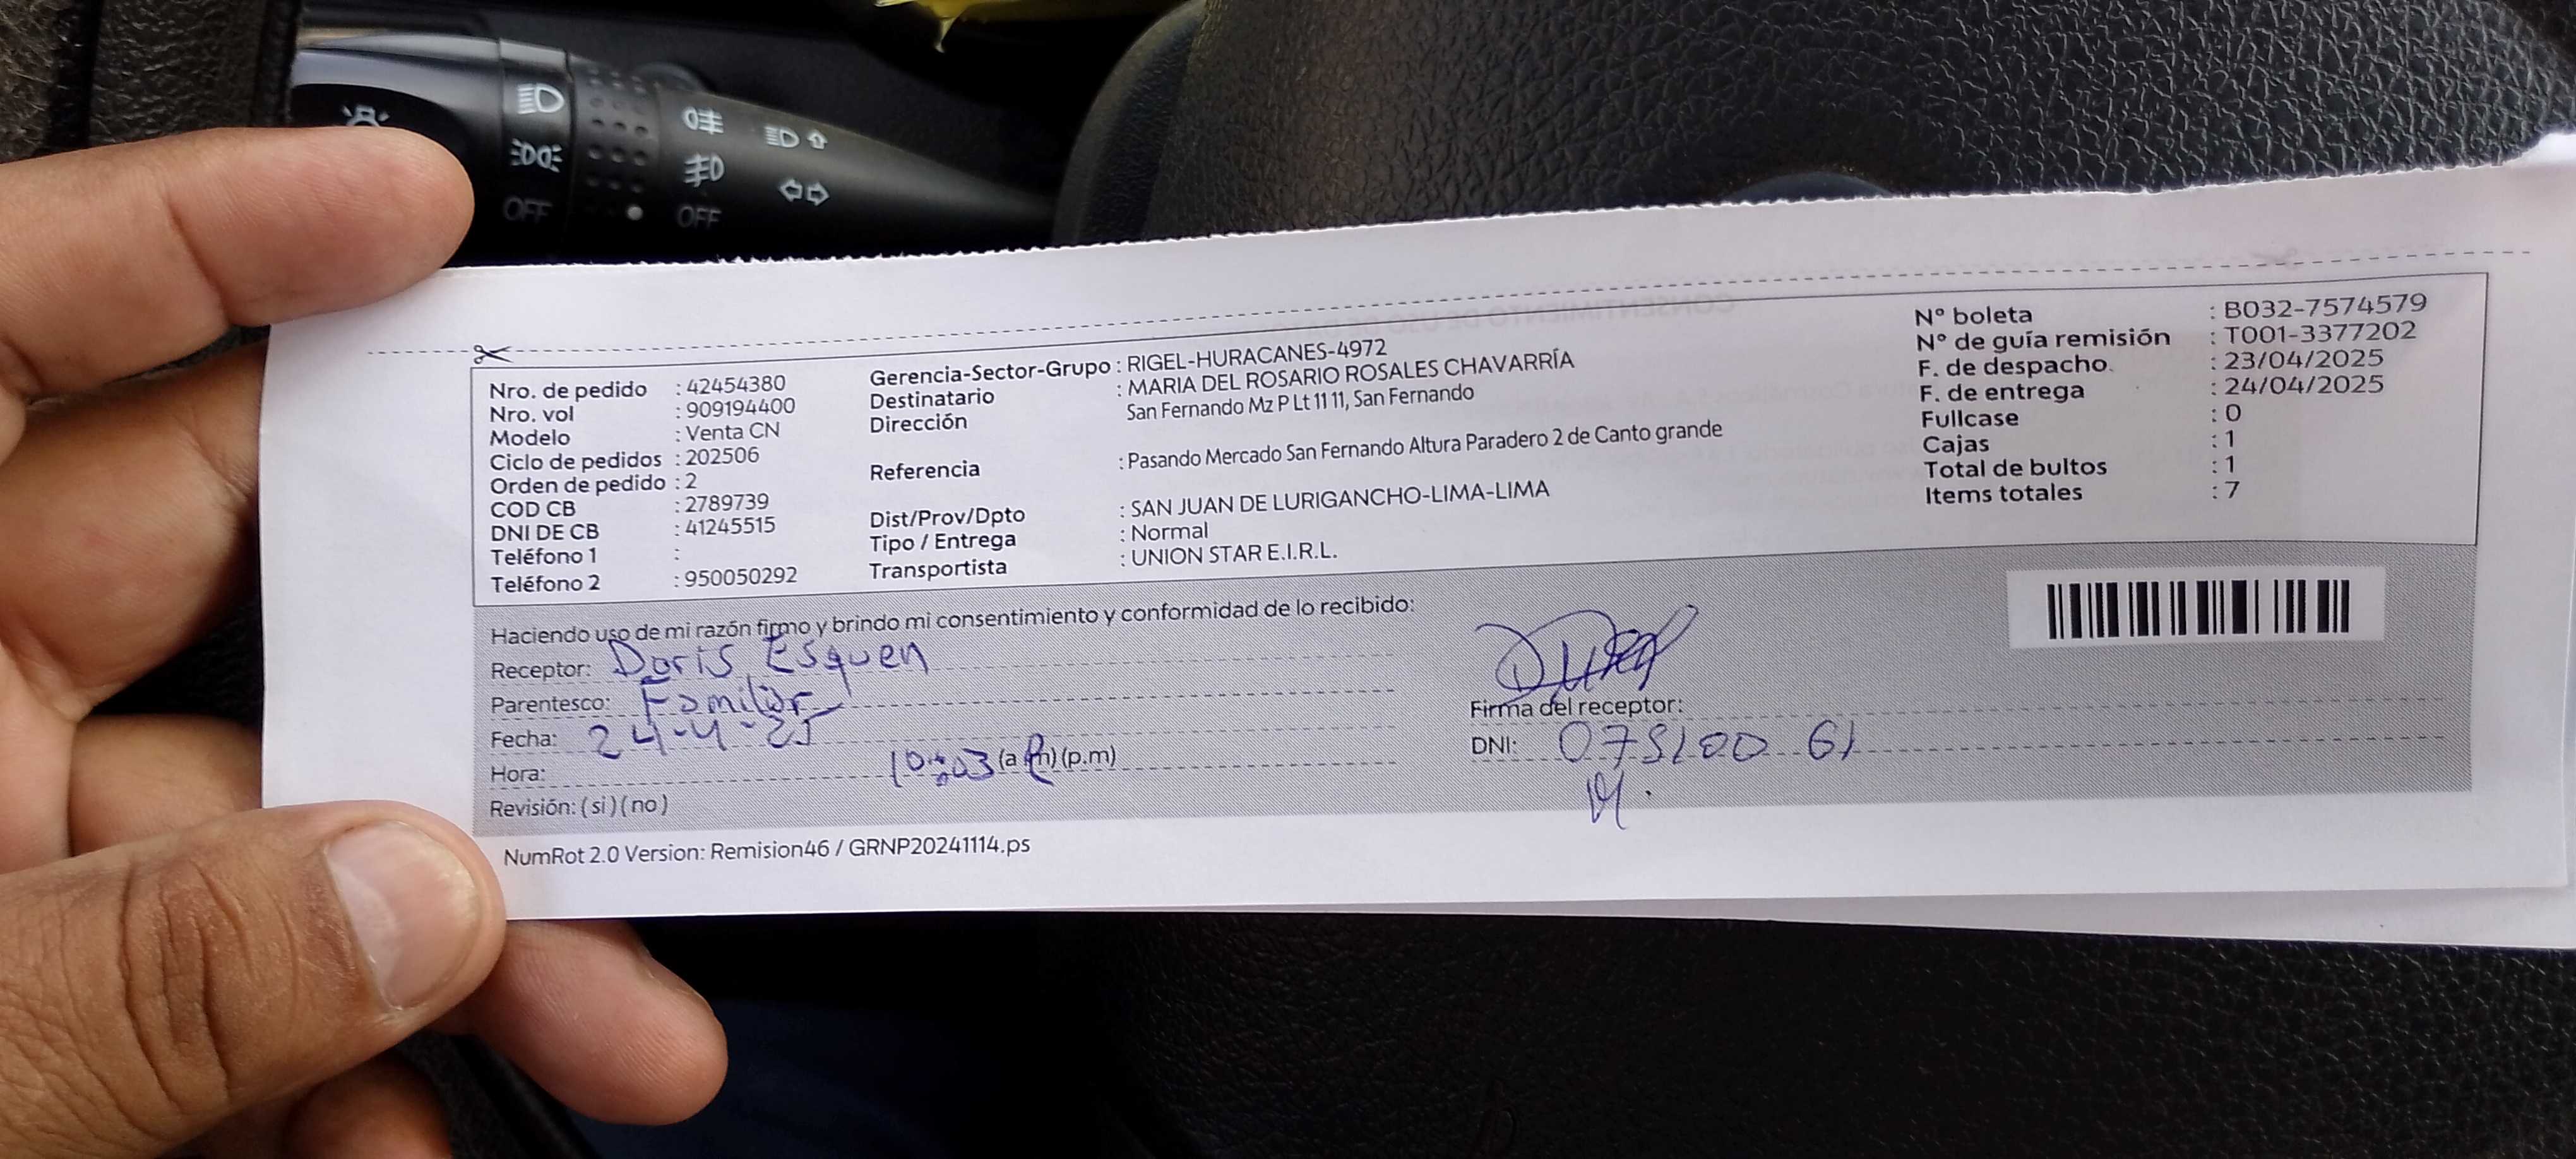 OFF
OFF
Nro. de pedido : 42454380
Nro. vol : 909194400
Modelo : Venta CN
Ciclo de pedidos : 202506
Orden de pedido : 2
COD CB : 2789739
DNI DE CB : 41245515
Teléfono 1 :
Teléfono 2 : 950050292
Gerencia-Sector-Grupo : RIGEL-HURACANES-4972
Destinatario : MARIA DEL ROSARIO ROSALES CHAVARRÍA
Dirección San Fernando Mz P Lt 11 11, San Fernando
Referencia : Pasando Mercado San Fernando Altura Paradero 2 de Canto grande
Dist/Prov/Dpto : SAN JUAN DE LURIGANCHO-LIMA-LIMA
Tipo / Entrega : Normal
Transportista : UNION STAR E.I.R.L.
N° boleta : B032-7574579
N° de guía remisión : T001-3377202
F. de despacho : 23/04/2025
F. de entrega : 24/04/2025
Fullcase : 0
Cajas : 1
Total de bultos : 1
Items totales : 7
Haciendo uso de mi razón firmo y brindo mi consentimiento y conformidad de lo recibido:
Receptor: Doris Esquen
Parentesco: Familiar
Fecha: 24-4-25
Hora: 10:03 (a.m) (p.m)
Revisión: ( si ) ( no )
Firma del receptor:
DNI: 07510061
NumRot 2.0 Version: Remision46 / GRNP20241114.ps